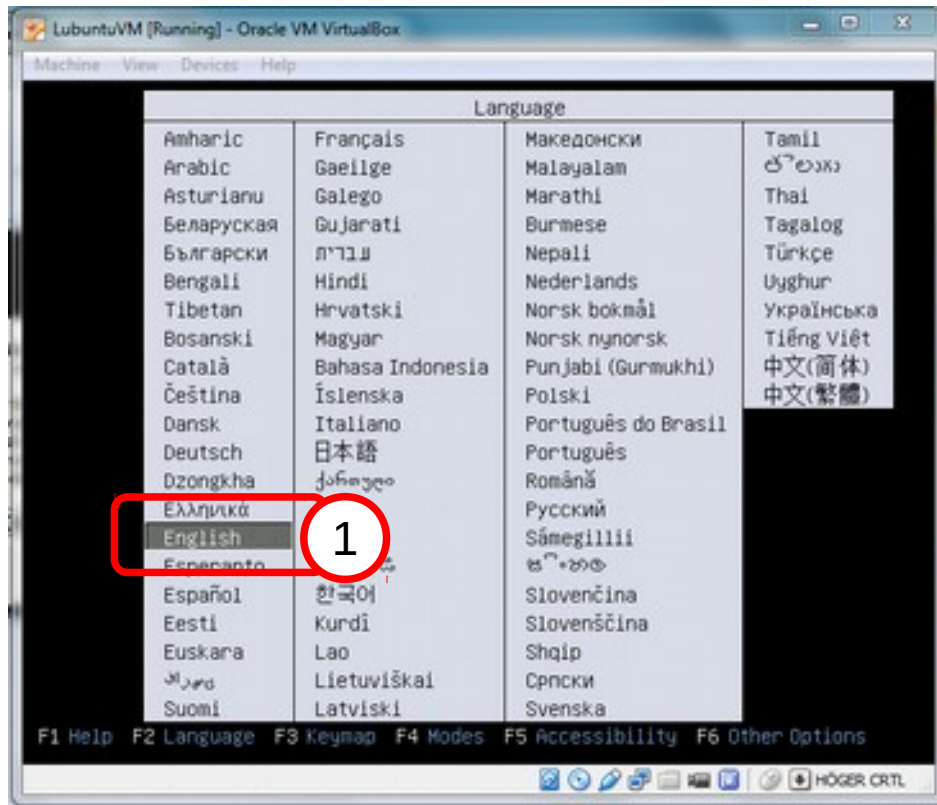 LubuntuVM [Running] - Oracle VM VirtualBox
Machine View Devices Help
Language
Amharic
Arabic
Asturianu
Беларуская
Български
Bengali
Tibetan
Bosanski
Català
Čeština
Dansk
Deutsch
Dzongkha
Ελληνικά
English
Esperanto
Español
Eesti
Euskara
Suomi
1
Français
Gaeilge
Galego
Gujarati
עברית
Hindi
Hrvatski
Magyar
Bahasa Indonesia
Íslenska
Italiano
日本語
ქართული
한국어
Kurdî
Lao
Lietuviškai
Latviski
Македонски
Malayalam
Marathi
Burmese
Nepali
Nederlands
Norsk bokmål
Norsk nynorsk
Punjabi (Gurmukhi)
Polski
Português do Brasil
Português
Română
Русский
Sámegillii
Slovenčina
Slovenščina
Shqip
Српски
Svenska
Tamil
Thai
Tagalog
Türkçe
Uyghur
Українська
Tiếng Việt
中文(简体)
中文(繁體)
F1 Help F2 Language F3 Keymap F4 Modes F5 Accessibility F6 Other Options
HÖGER CRTL